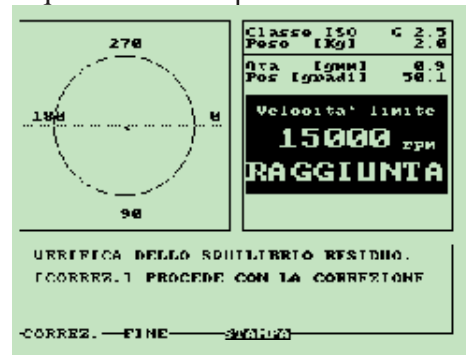 270
180
0
90
Classe ISO G 2.5
Peso [Kg] 2.0
[gmm] 0.9
Pos [gradi] 50.1
Velocita' limite
15000 rpm
RAGGIUNTA
VERIFICA DELLO SQUILIBRIO RESIDUO.
[CORREZ.] PROCEDE CON LA CORREZIONE
CORREZ. FINE STAMPA